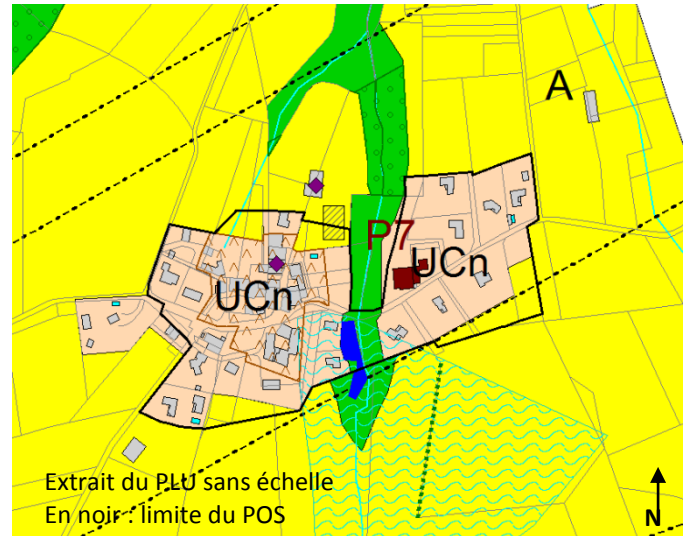 A
P7
UCn
UCn
Extrait du PLU sans échelle
En noir : limite du POS
N